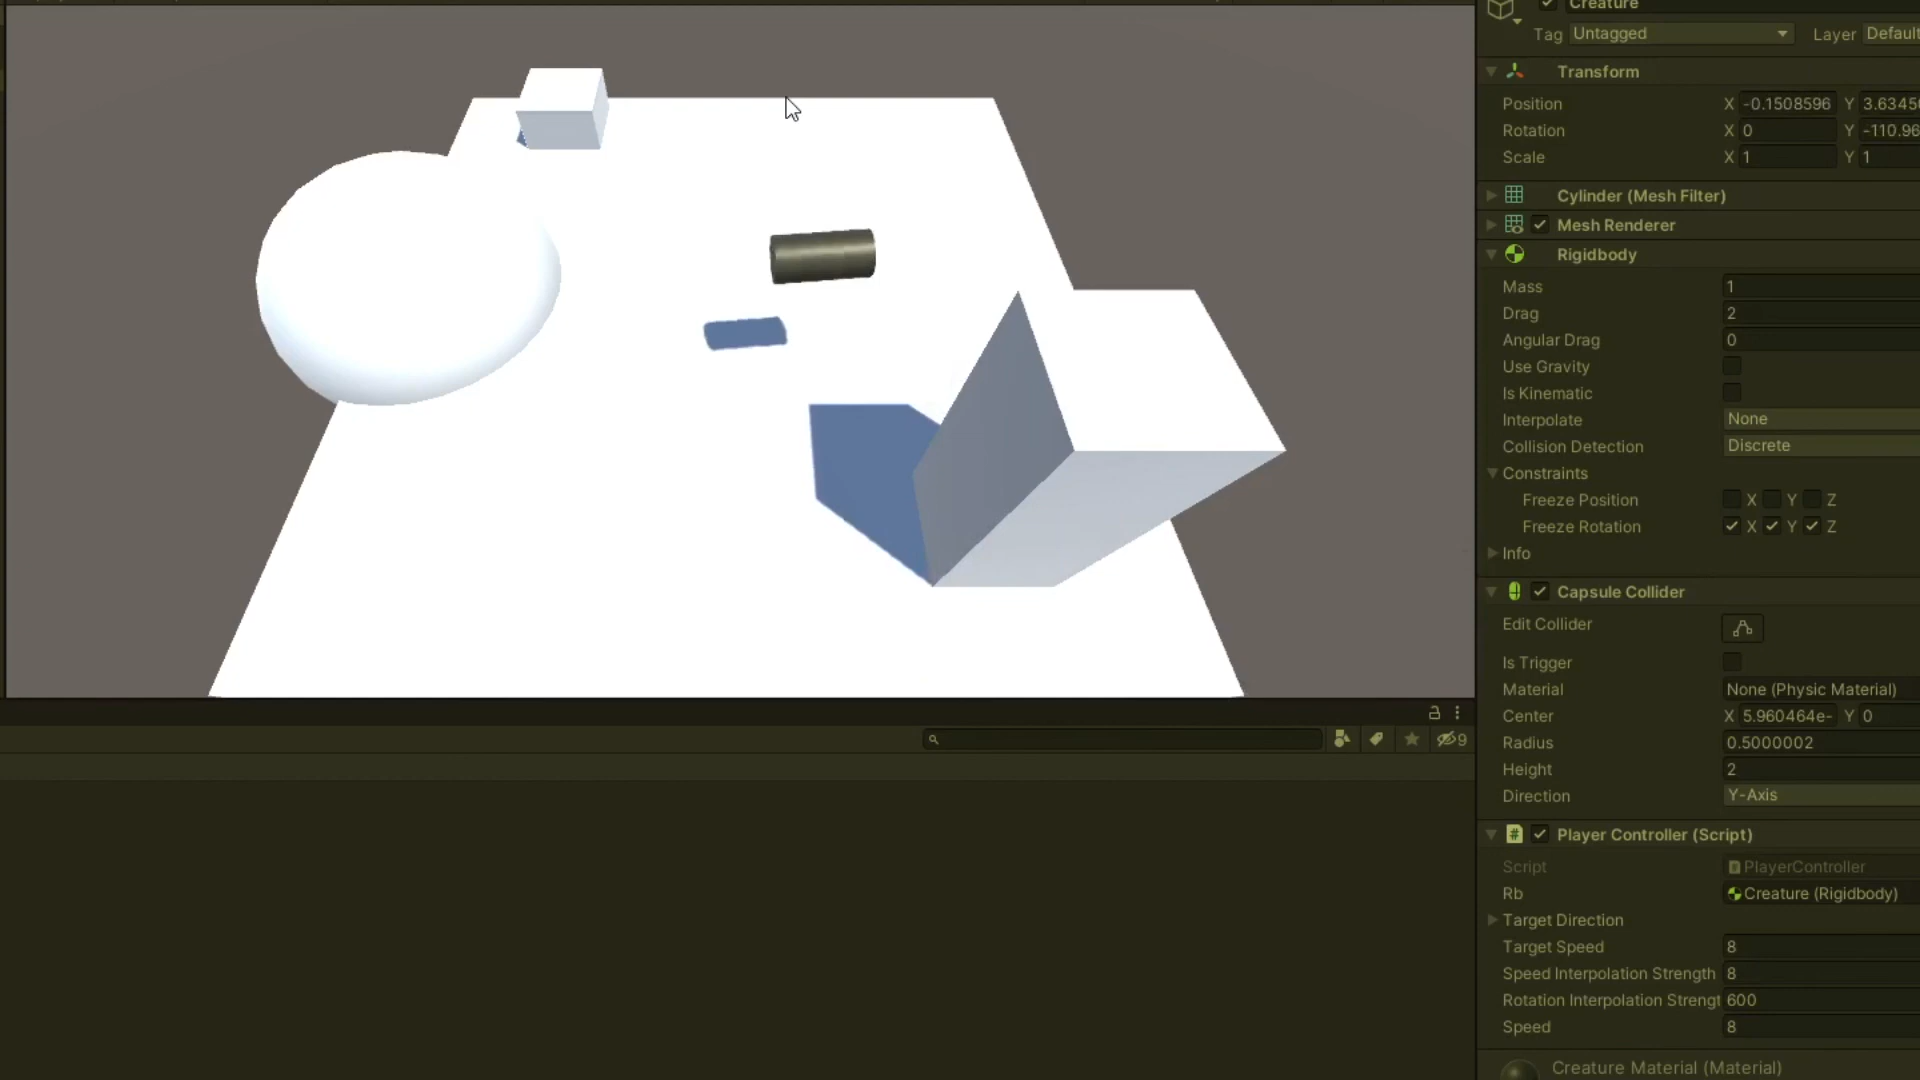 Creature
Tag Untagged Layer Default
Transform
Position X -0.1508596 Y 3.6345
Rotation X 0 Y -110.96
Scale X 1 Y 1
Cylinder (Mesh Filter)
Mesh Renderer
Rigidbody
Mass 1
Drag 2
Angular Drag 0
Use Gravity
Is Kinematic
Interpolate None
Collision Detection Discrete
Constraints
Freeze Position X Y Z
Freeze Rotation X Y Z
Info
Capsule Collider
Edit Collider
Is Trigger
Material None (Physic Material)
Center X 5.960464e- Y 0
Radius 0.5000002
9
Height 2
Direction Y-Axis
# Player Controller (Script)
Script PlayerController
Rb Creature (Rigidbody)
Target Direction
Target Speed 8
Speed Interpolation Strength 8
Rotation Interpolation Strengt 600
Speed 8
Creature Material (Material)